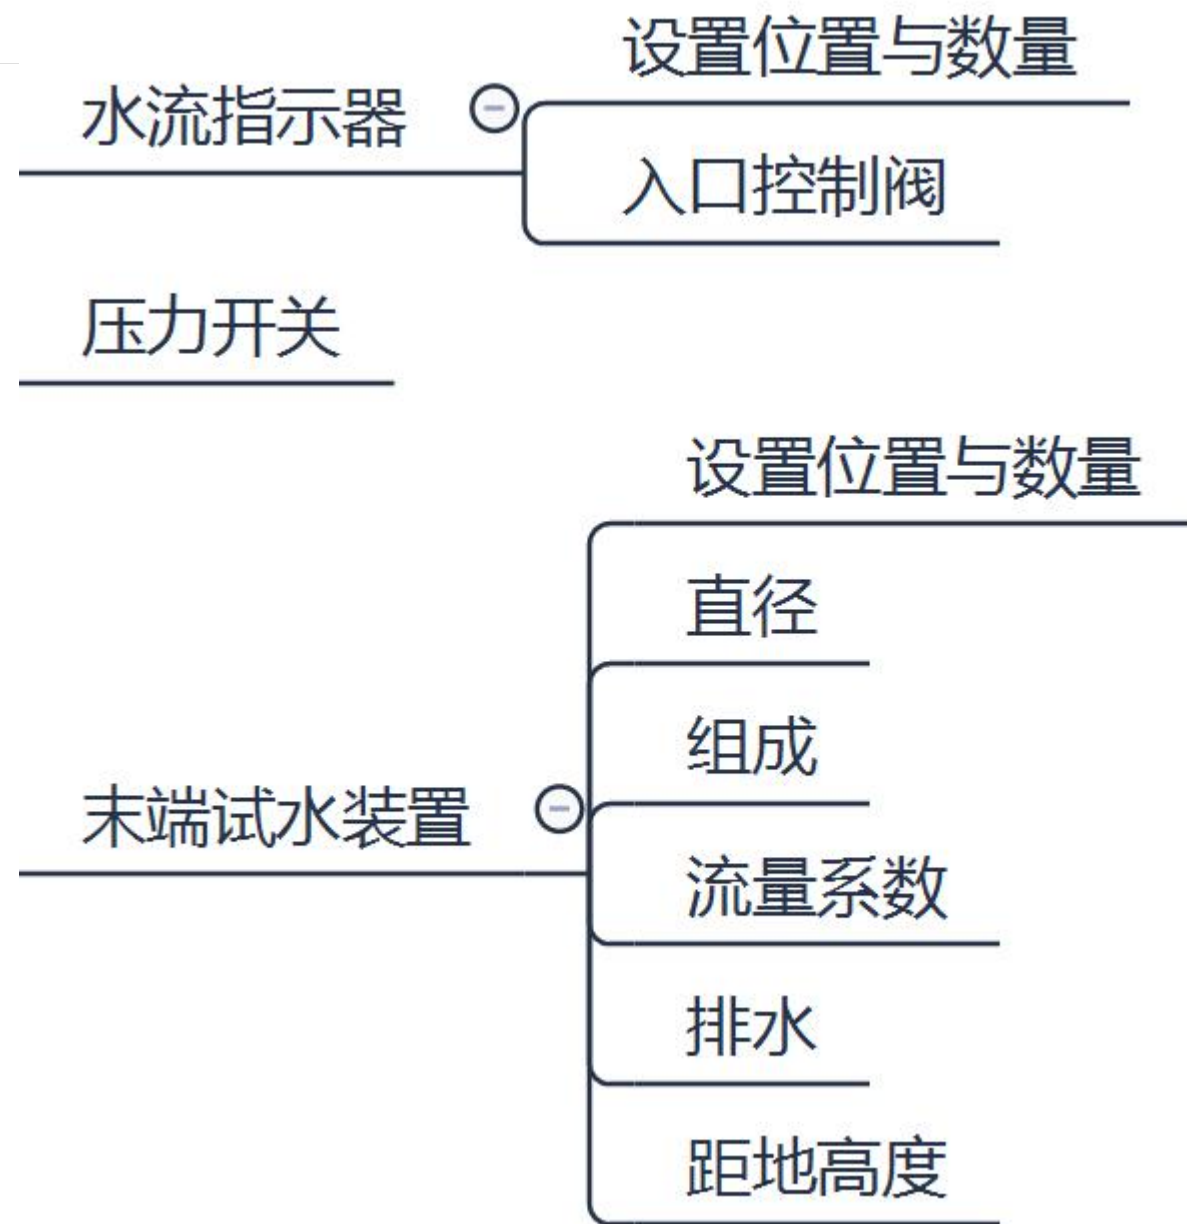 水流指示器
设置位置与数量
入口控制阀
压力开关
末端试水装置
设置位置与数量
直径
组成
流量系数
排水
距地高度